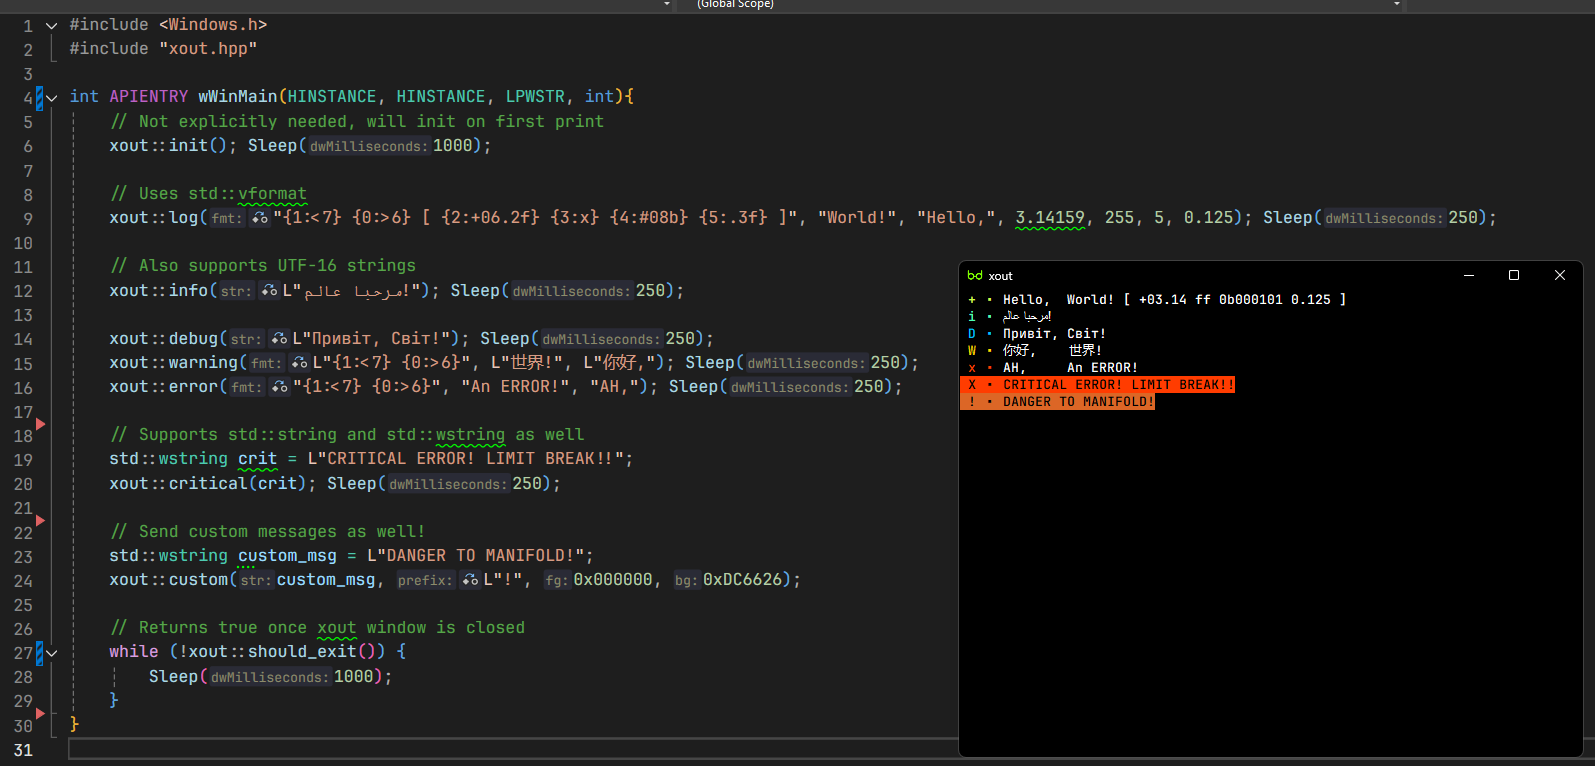 (Global Scope)
1 #include <Windows.h>
2 #include "xout.hpp"
3
4 int APIENTRY wWinMain(HINSTANCE, HINSTANCE, LPWSTR, int){
5 // Not explicitly needed, will init on first print
6 xout::init(); Sleep(dwMilliseconds: 1000);
7
8 // Uses std::vformat
9 xout::log(fmt: "{1:<7} {0:>6} [ {2:+06.2f} {3:x} {4:#08b} {5:.3f} ]", "World!", "Hello,", 3.14159, 255, 5, 0.125); Sleep(dwMilliseconds: 250);
10
11 // Also supports UTF-16 strings
12 xout::info(str: L"مرحبا عالم!"); Sleep(dwMilliseconds: 250);
13
14 xout::debug(str: L"Привіт, Світ!"); Sleep(dwMilliseconds: 250);
15 xout::warning(fmt: L"{1:<7} {0:>6}", L"世界!", L"你好,"); Sleep(dwMilliseconds: 250);
16 xout::error(fmt: "{1:<7} {0:>6}", "An ERROR!", "AH,"); Sleep(dwMilliseconds: 250);
17
18 // Supports std::string and std::wstring as well
19 std::wstring crit = L"CRITICAL ERROR! LIMIT BREAK!!";
20 xout::critical(crit); Sleep(dwMilliseconds: 250);
21
22 // Send custom messages as well!
23 std::wstring custom_msg = L"DANGER TO MANIFOLD!";
24 xout::custom(str: custom_msg, prefix: L"!", fg: 0x000000, bg: 0xDC6626);
25
26 // Returns true once xout window is closed
27 while (!xout::should_exit()) {
28 Sleep(dwMilliseconds: 1000);
29 }
30 }
31
bd xout
+ · Hello,  World! [ +03.14 ff 0b000101 0.125 ]
i · مرحبا عالم!
D · Привіт, Світ!
W · 你好,    世界!
x · AH,     An ERROR!
X · CRITICAL ERROR! LIMIT BREAK!!
! · DANGER TO MANIFOLD!